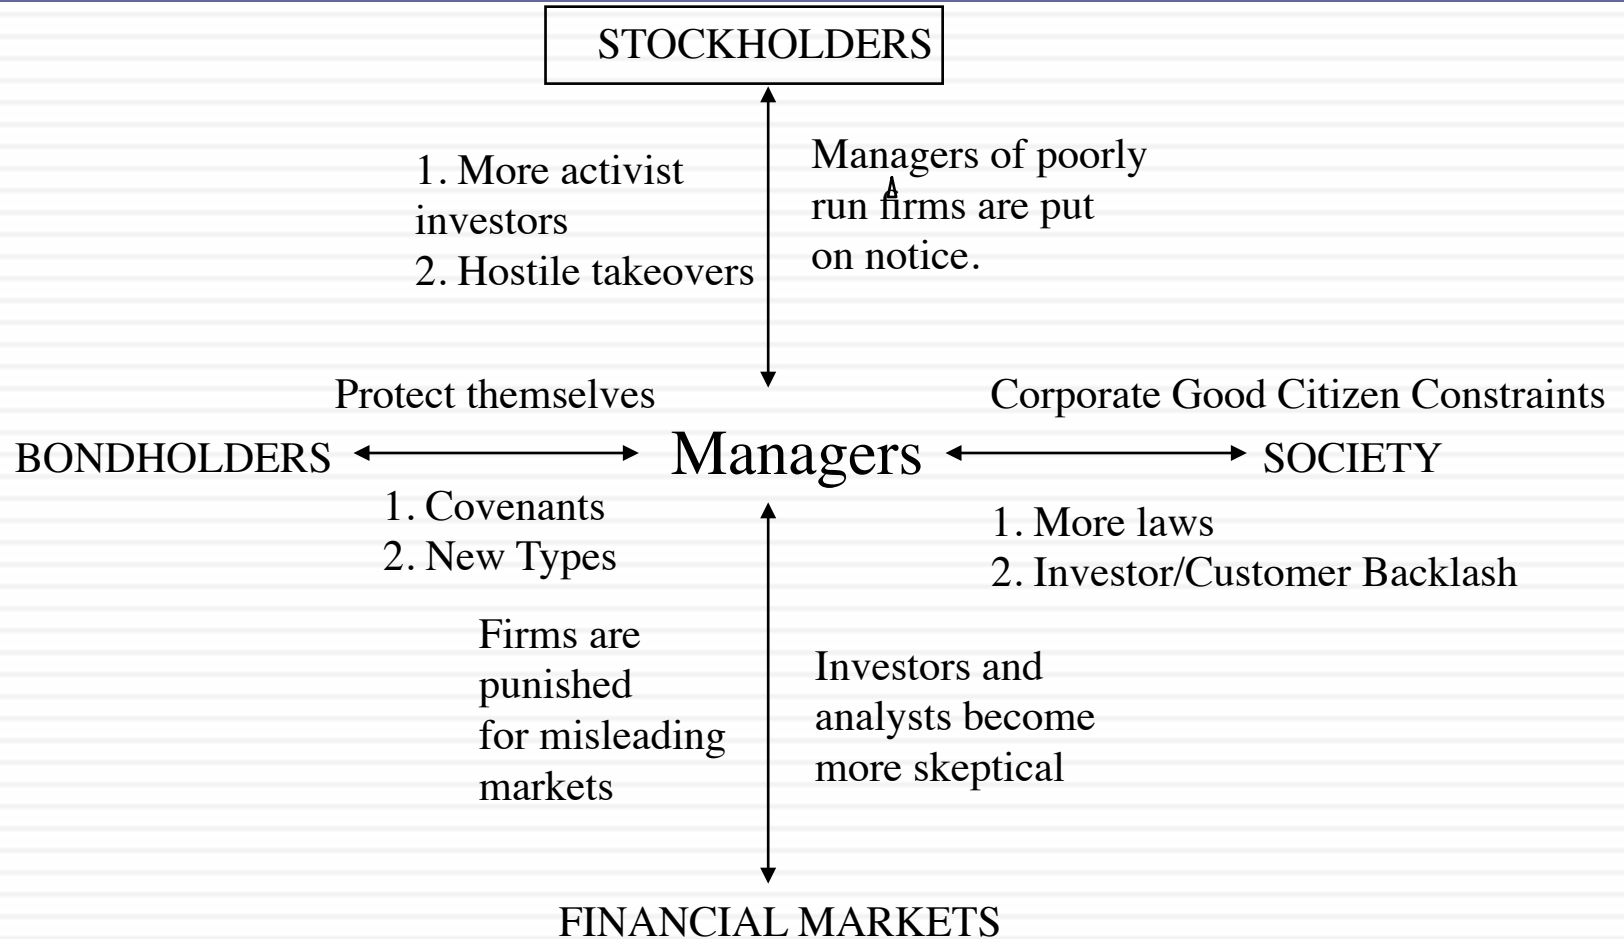 STOCKHOLDERS
1. More activist
investors
2. Hostile takeovers
Managers of poorly
run firms are put
on notice.
Protect themselves
Corporate Good Citizen Constraints
BONDHOLDERS
Managers
SOCIETY
1. Covenants
2. New Types
1. More laws
2. Investor/Customer Backlash
Firms are
punished
for misleading
markets
Investors and
analysts become
more skeptical
FINANCIAL MARKETS